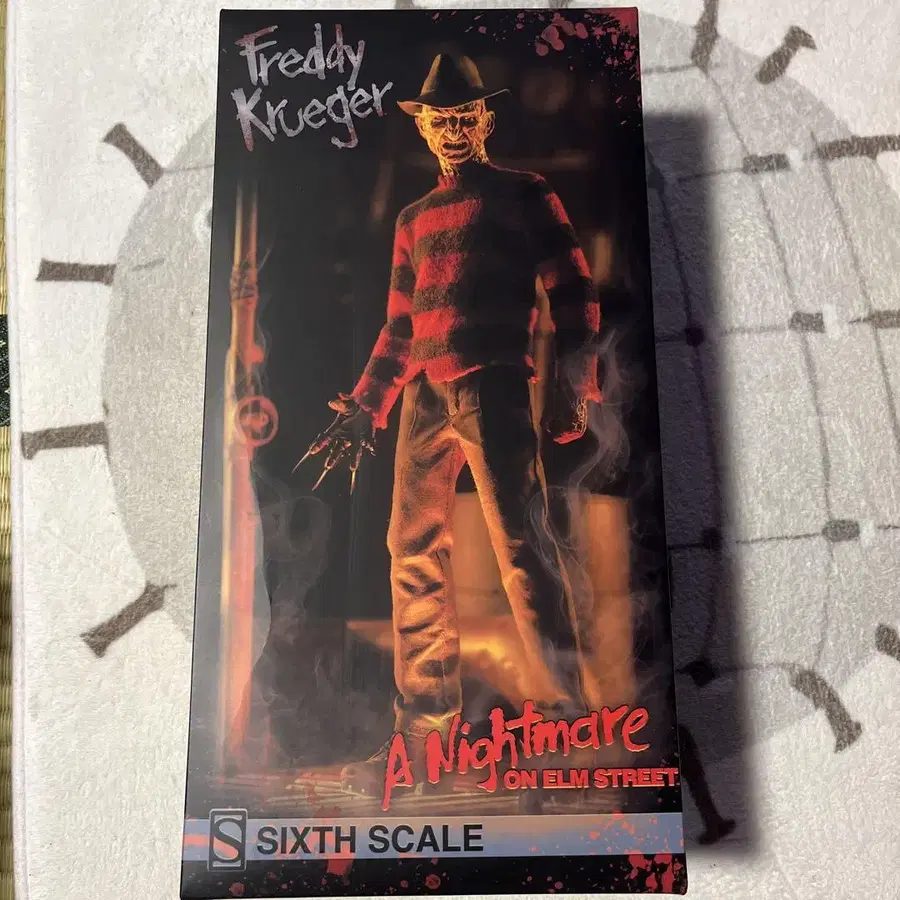 Freddy
Krueger
A Nightmare
ON ELM STREET
S SIXTH SCALE